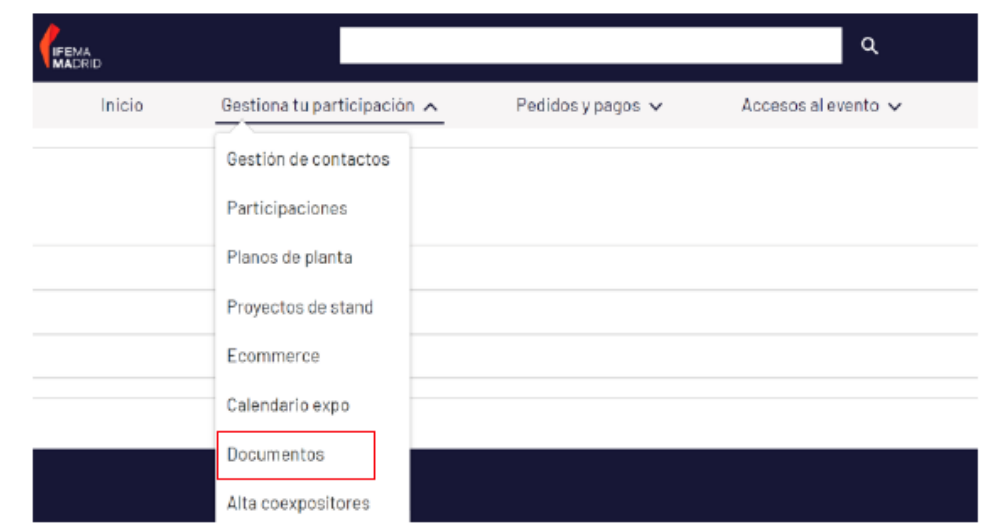 IFEMA
MADRID
Inicio Gestiona tu participación Pedidos y pagos Accesos al evento
Gestión de contactos
Participaciones
Planos de planta
Proyectos de stand
Ecommerce
Calendario expo
Documentos
Alta coexpositores